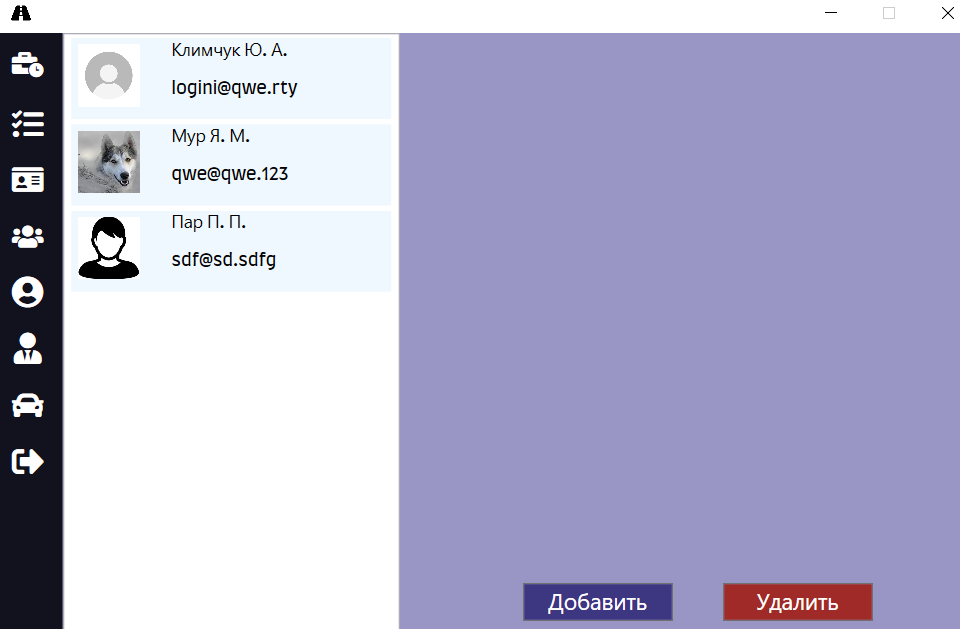 Климчук Ю. А.
logini@qwe.rty
Мур Я. М.
qwe@qwe.123
Пар П. П.
sdf@sd.sdfg
Добавить
Удалить